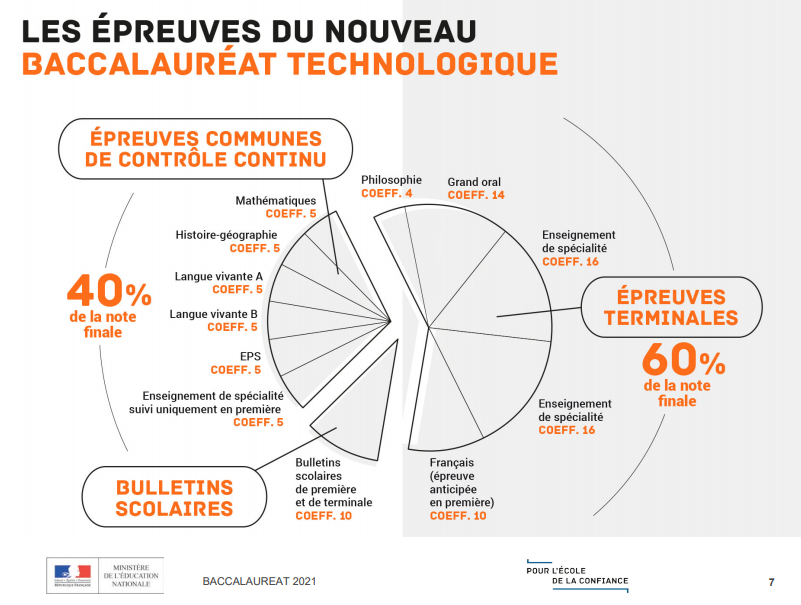 LES ÉPREUVES DU NOUVEAU
BACCALAURÉAT TECHNOLOGIQUE
ÉPREUVES COMMUNES
DE CONTRÔLE CONTINU
Philosophie
COEFF. 4
Grand oral
COEFF. 14
Mathématiques
COEFF. 5
Histoire-géographie
COEFF. 5
Langue vivante A
COEFF. 5
Langue vivante B
COEFF. 5
EPS
COEFF. 5
Enseignement de spécialité
suivi uniquement en première
COEFF. 5
40%
de la note
finale
Enseignement
de spécialité
COEFF. 16
ÉPREUVES
TERMINALES
60%
de la note
finale
Enseignement
de spécialité
COEFF. 16
BULLETINS
SCOLAIRES
Bulletins
scolaires
de première
et de terminale
COEFF. 10
Français
(épreuve
anticipée
en première)
COEFF. 10
MINISTÈRE
DE L'ÉDUCATION
NATIONALE
BACCALAUREAT 2021
POUR L'ÉCOLE
DE LA CONFIANCE
7